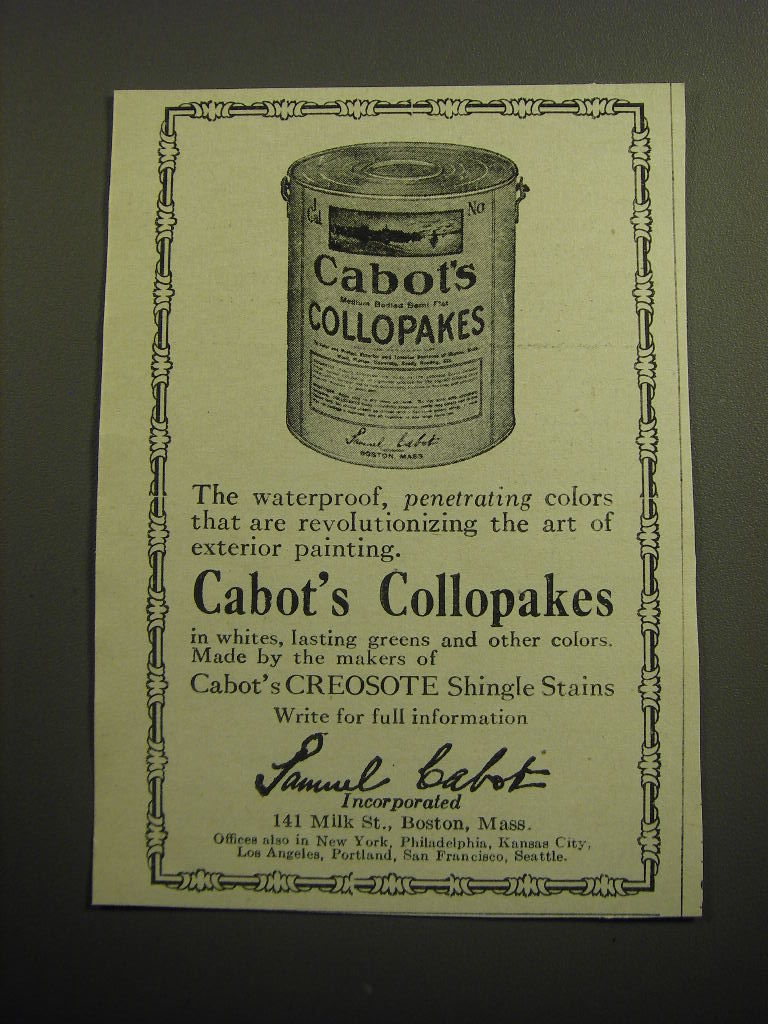 1
Gal
No
Cabot's
Medium Bodied Semi Flat
COLLOPAKES
Samuel Cabot
BOSTON, MASS
The waterproof, penetrating colors
that are revolutionizing the art of
exterior painting.
Cabot's Collopakes
in whites, lasting greens and other colors.
Made by the makers of
Cabot's CREOSOTE Shingle Stains
Write for full information
Samuel Cabot
Incorporated
141 Milk St., Boston, Mass.
Offices also in New York, Philadelphia, Kansas City,
Los Angeles, Portland, San Francisco, Seattle.